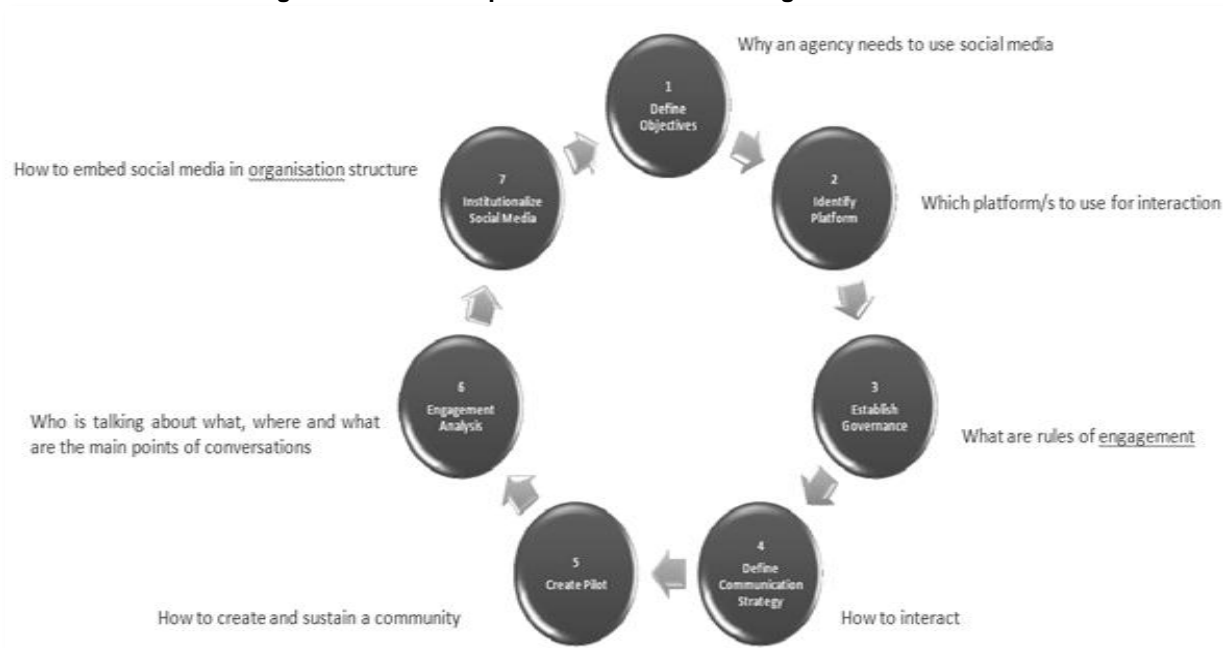 Why an agency needs to use social media
1
Define
Objectives
2
Identify
Platform
Which platform/s to use for interaction
3
Establish
Governance
What are rules of engagement
4
Define
Communication
Strategy
How to interact
5
Create Pilot
How to create and sustain a community
6
Engagement
Analysis
Who is talking about what, where and what
are the main points of conversations
7
Institutionalize
Social Media
How to embed social media in organisation structure